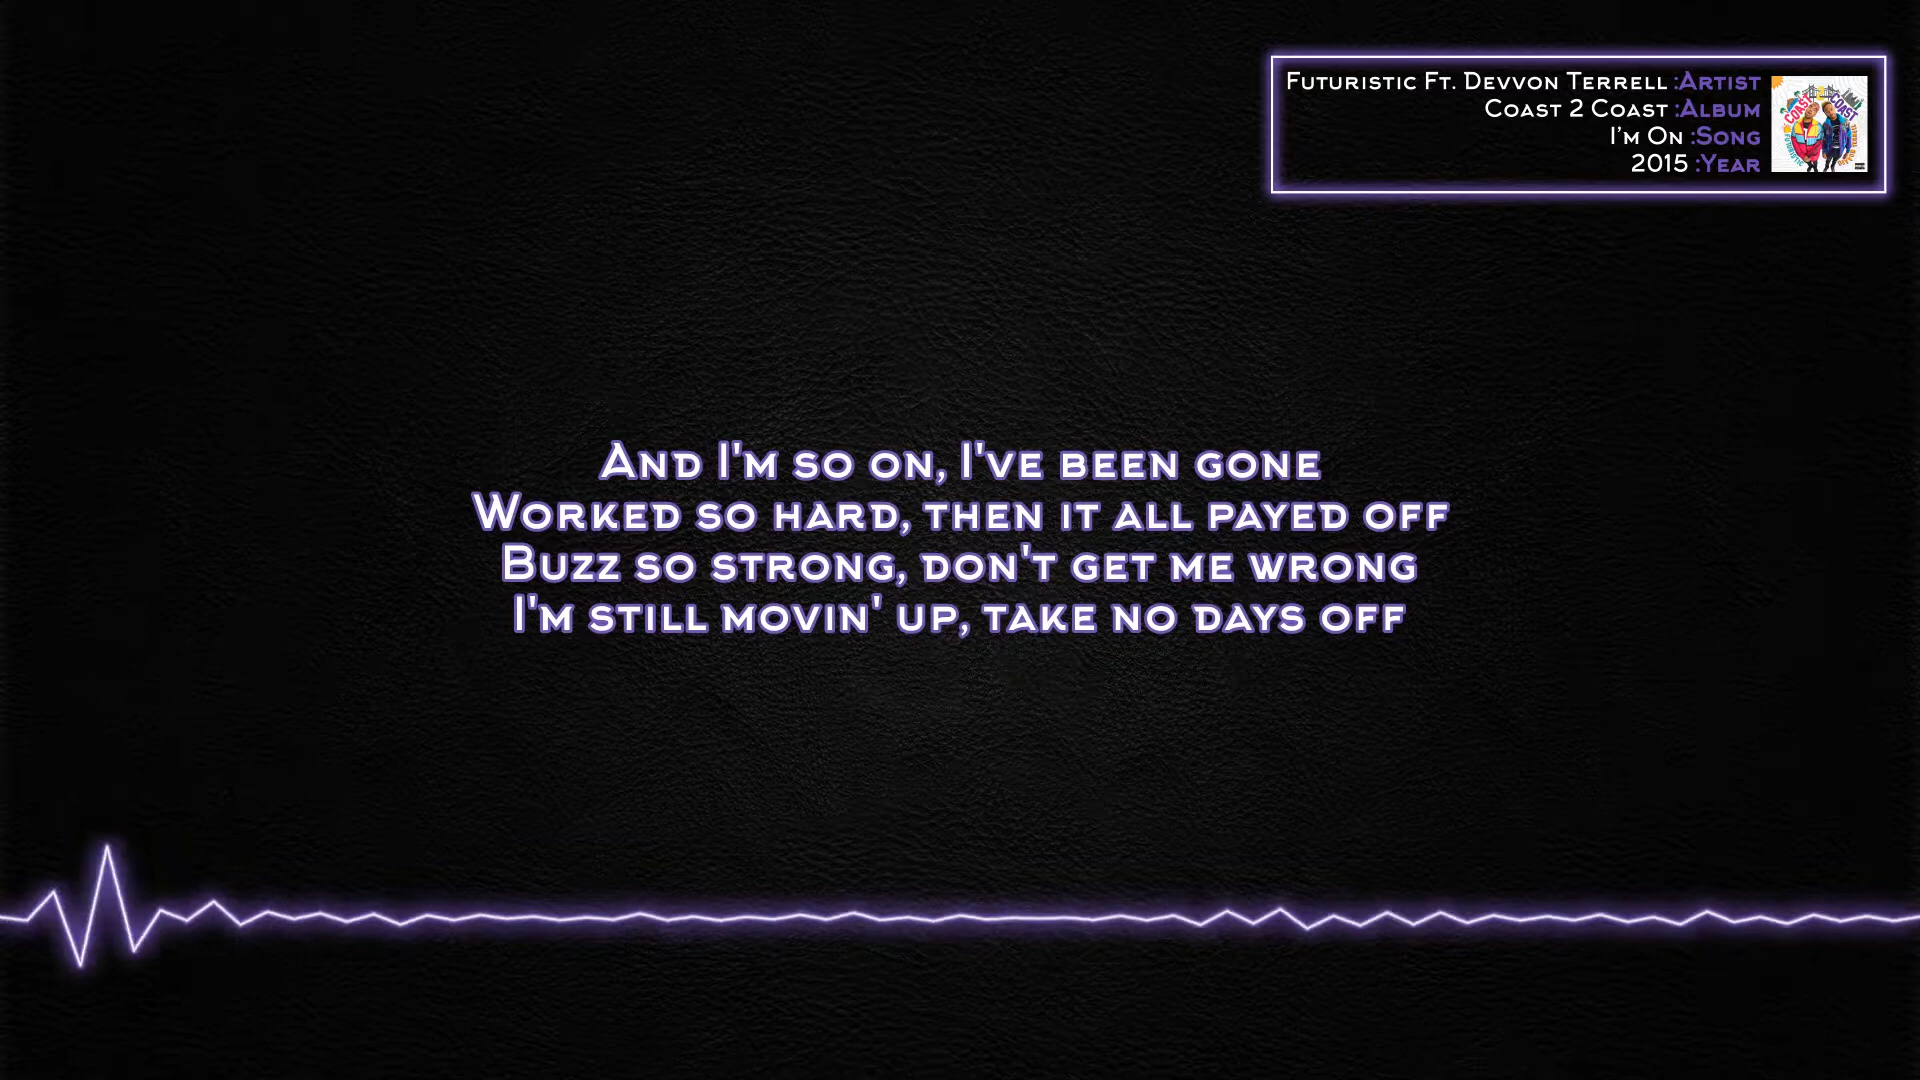 Futuristic Ft. Devvon Terrell :Artist
Coast 2 Coast :Album
I'm On :Song
2015 :Year
COAST
COAST
And I'm so on, I've been gone
Worked so hard, then it all payed off
Buzz so strong, don't get me wrong
I'm still movin' up, take no days off